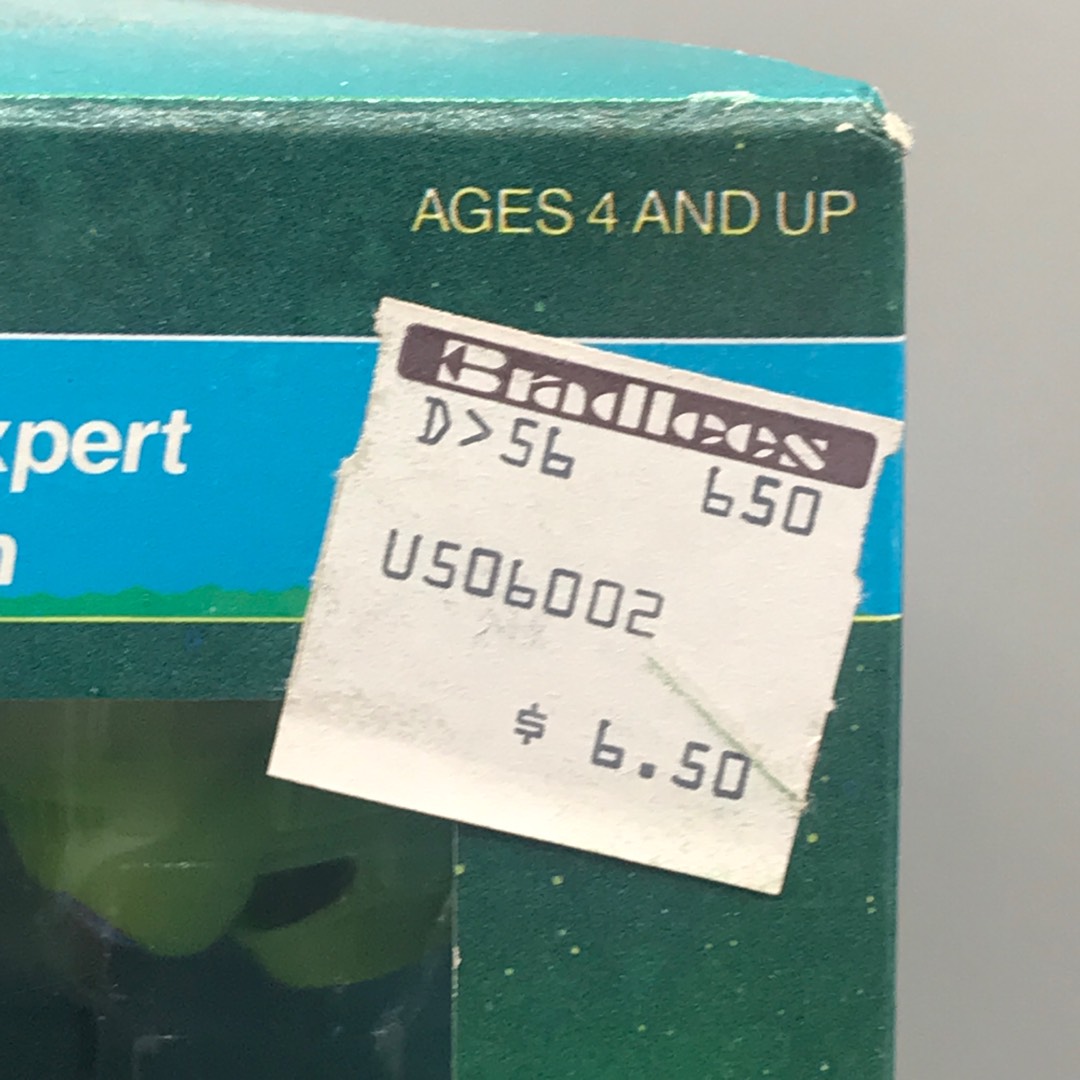 AGES 4 AND UP
xpert
n
Bradlees
D>56 650
U506002
$ 6.50